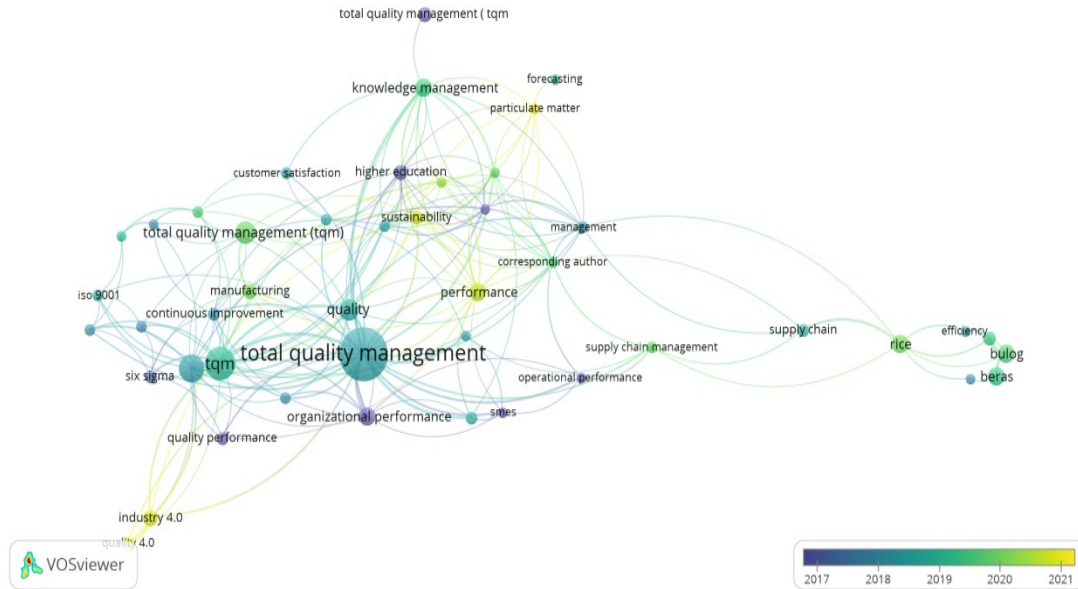 total quality management ( tqm
knowledge management
forecasting
particulate matter
customer satisfaction
higher education
sustainability
total quality management (tqm)
management
corresponding author
iso 9001
manufacturing
performance
continuous improvement
quality
supply chain
efficiency
rice
bulog
total quality management
supply chain management
tqm
six sigma
operational performance
beras
organizational performance
smes
quality performance
industry 4.0
quality 4.0
VOSviewer
2017 2018 2019 2020 2021